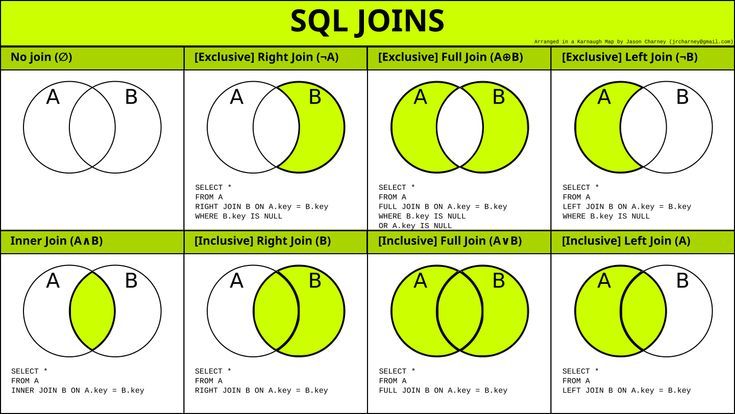 SQL JOINS
Arranged in a Karnaugh Map by Jason Charney (jrcharney@gmail.com)
No join (∅)
A B
[Exclusive] Right Join (¬A)
A B
SELECT *
FROM A
RIGHT JOIN B ON A.key = B.key
WHERE B.key IS NULL
[Exclusive] Full Join (A⊕B)
A B
SELECT *
FROM A
FULL JOIN B ON A.key = B.key
WHERE B.key IS NULL
OR A.key IS NULL
[Exclusive] Left Join (¬B)
A B
SELECT *
FROM A
LEFT JOIN B ON A.key = B.key
WHERE B.key IS NULL
Inner Join (A∧B)
A B
SELECT *
FROM A
INNER JOIN B ON A.key = B.key
[Inclusive] Right Join (B)
A B
SELECT *
FROM A
RIGHT JOIN B ON A.key = B.key
[Inclusive] Full Join (A∨B)
A B
SELECT *
FROM A
FULL JOIN B ON A.key = B.key
[Inclusive] Left Join (A)
A B
SELECT *
FROM A
LEFT JOIN B ON A.key = B.key